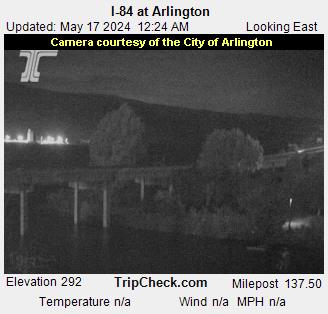 I-84 at Arlington
Updated: May 17 2024 12:24 AM Looking East
Camera courtesy of the City of Arlington
Elevation 292 TripCheck.com Milepost 137.50
Temperature n/a Wind n/a MPH n/a